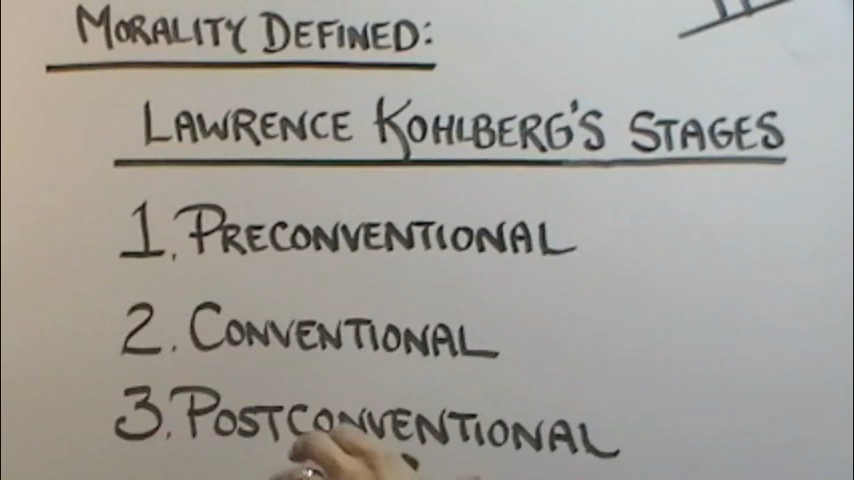 MORALITY DEFINED:
LAWRENCE KOHLBERG'S STAGES
1. PRECONVENTIONAL
2. CONVENTIONAL
3. POSTCONVENTIONAL